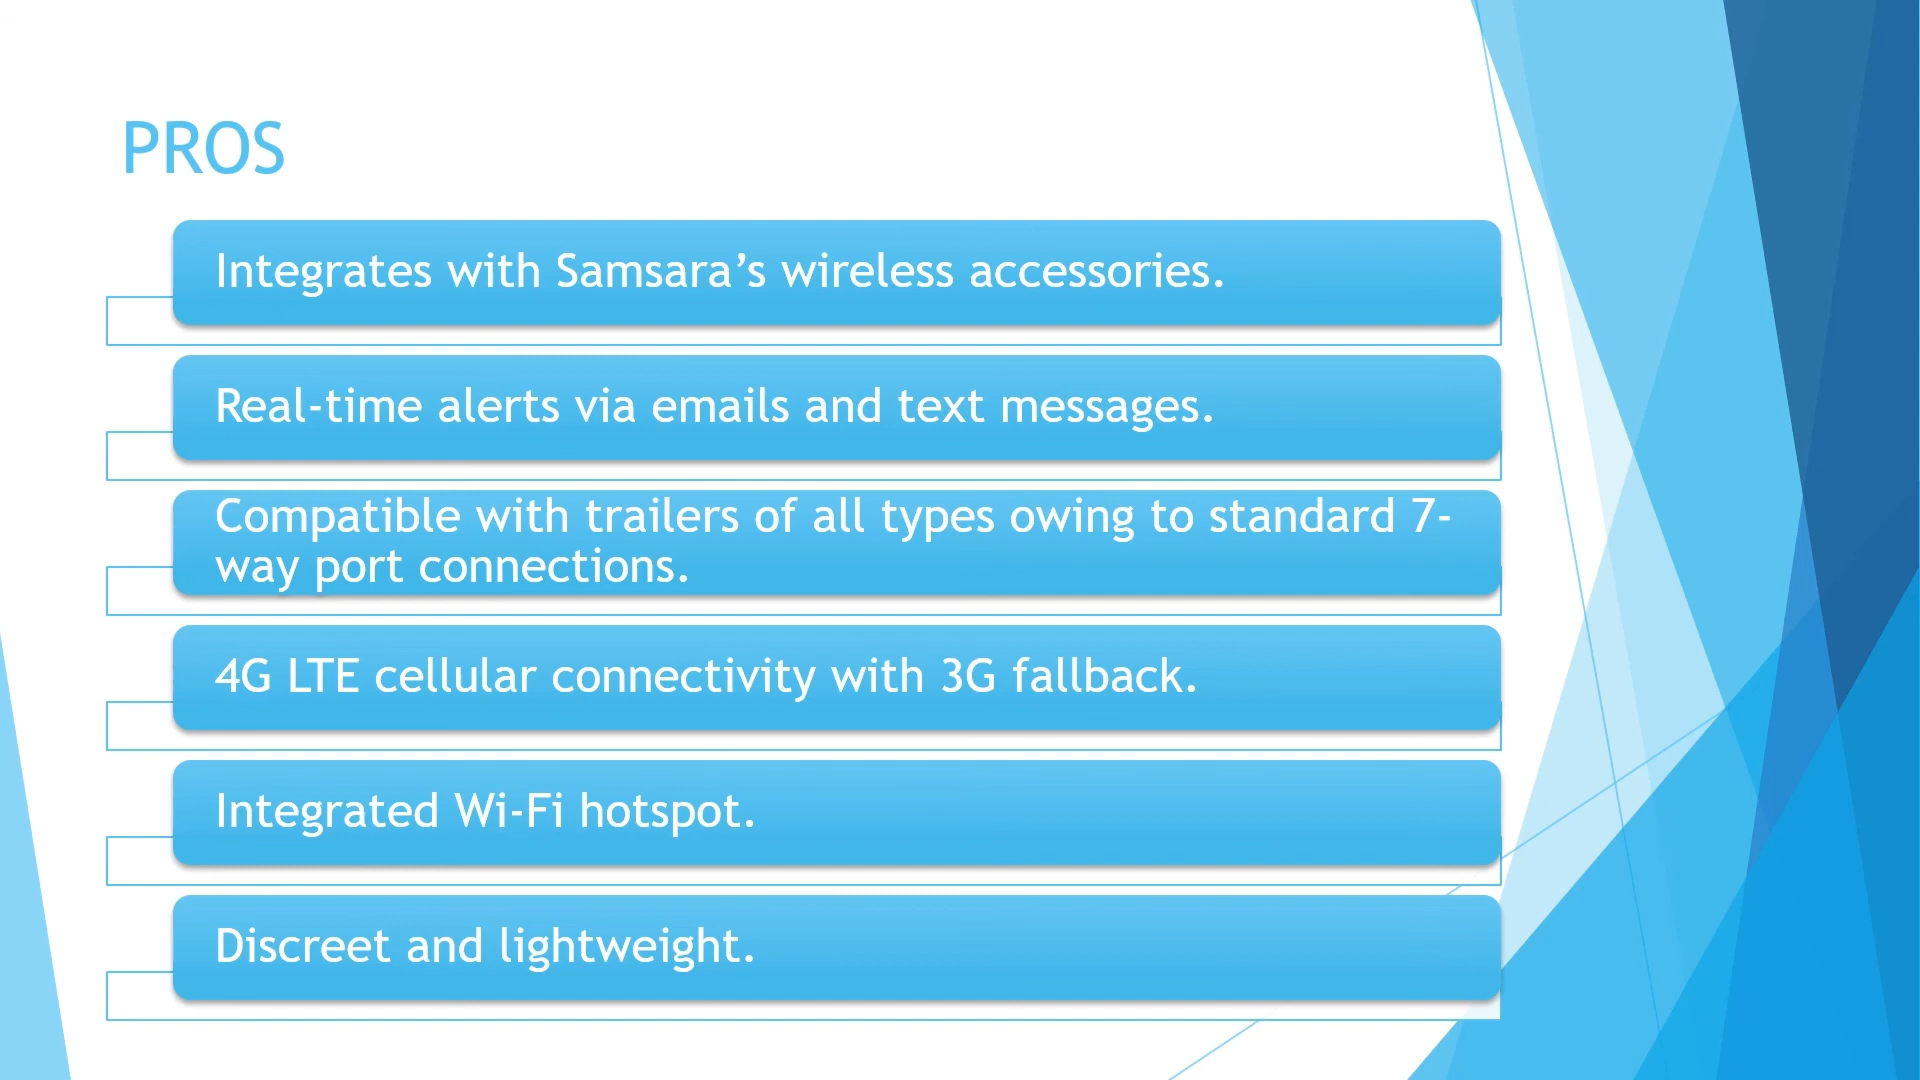 PROS
Integrates with Samsara’s wireless accessories.
Real-time alerts via emails and text messages.
Compatible with trailers of all types owing to standard 7-
way port connections.
4G LTE cellular connectivity with 3G fallback.
Integrated Wi-Fi hotspot.
Discreet and lightweight.